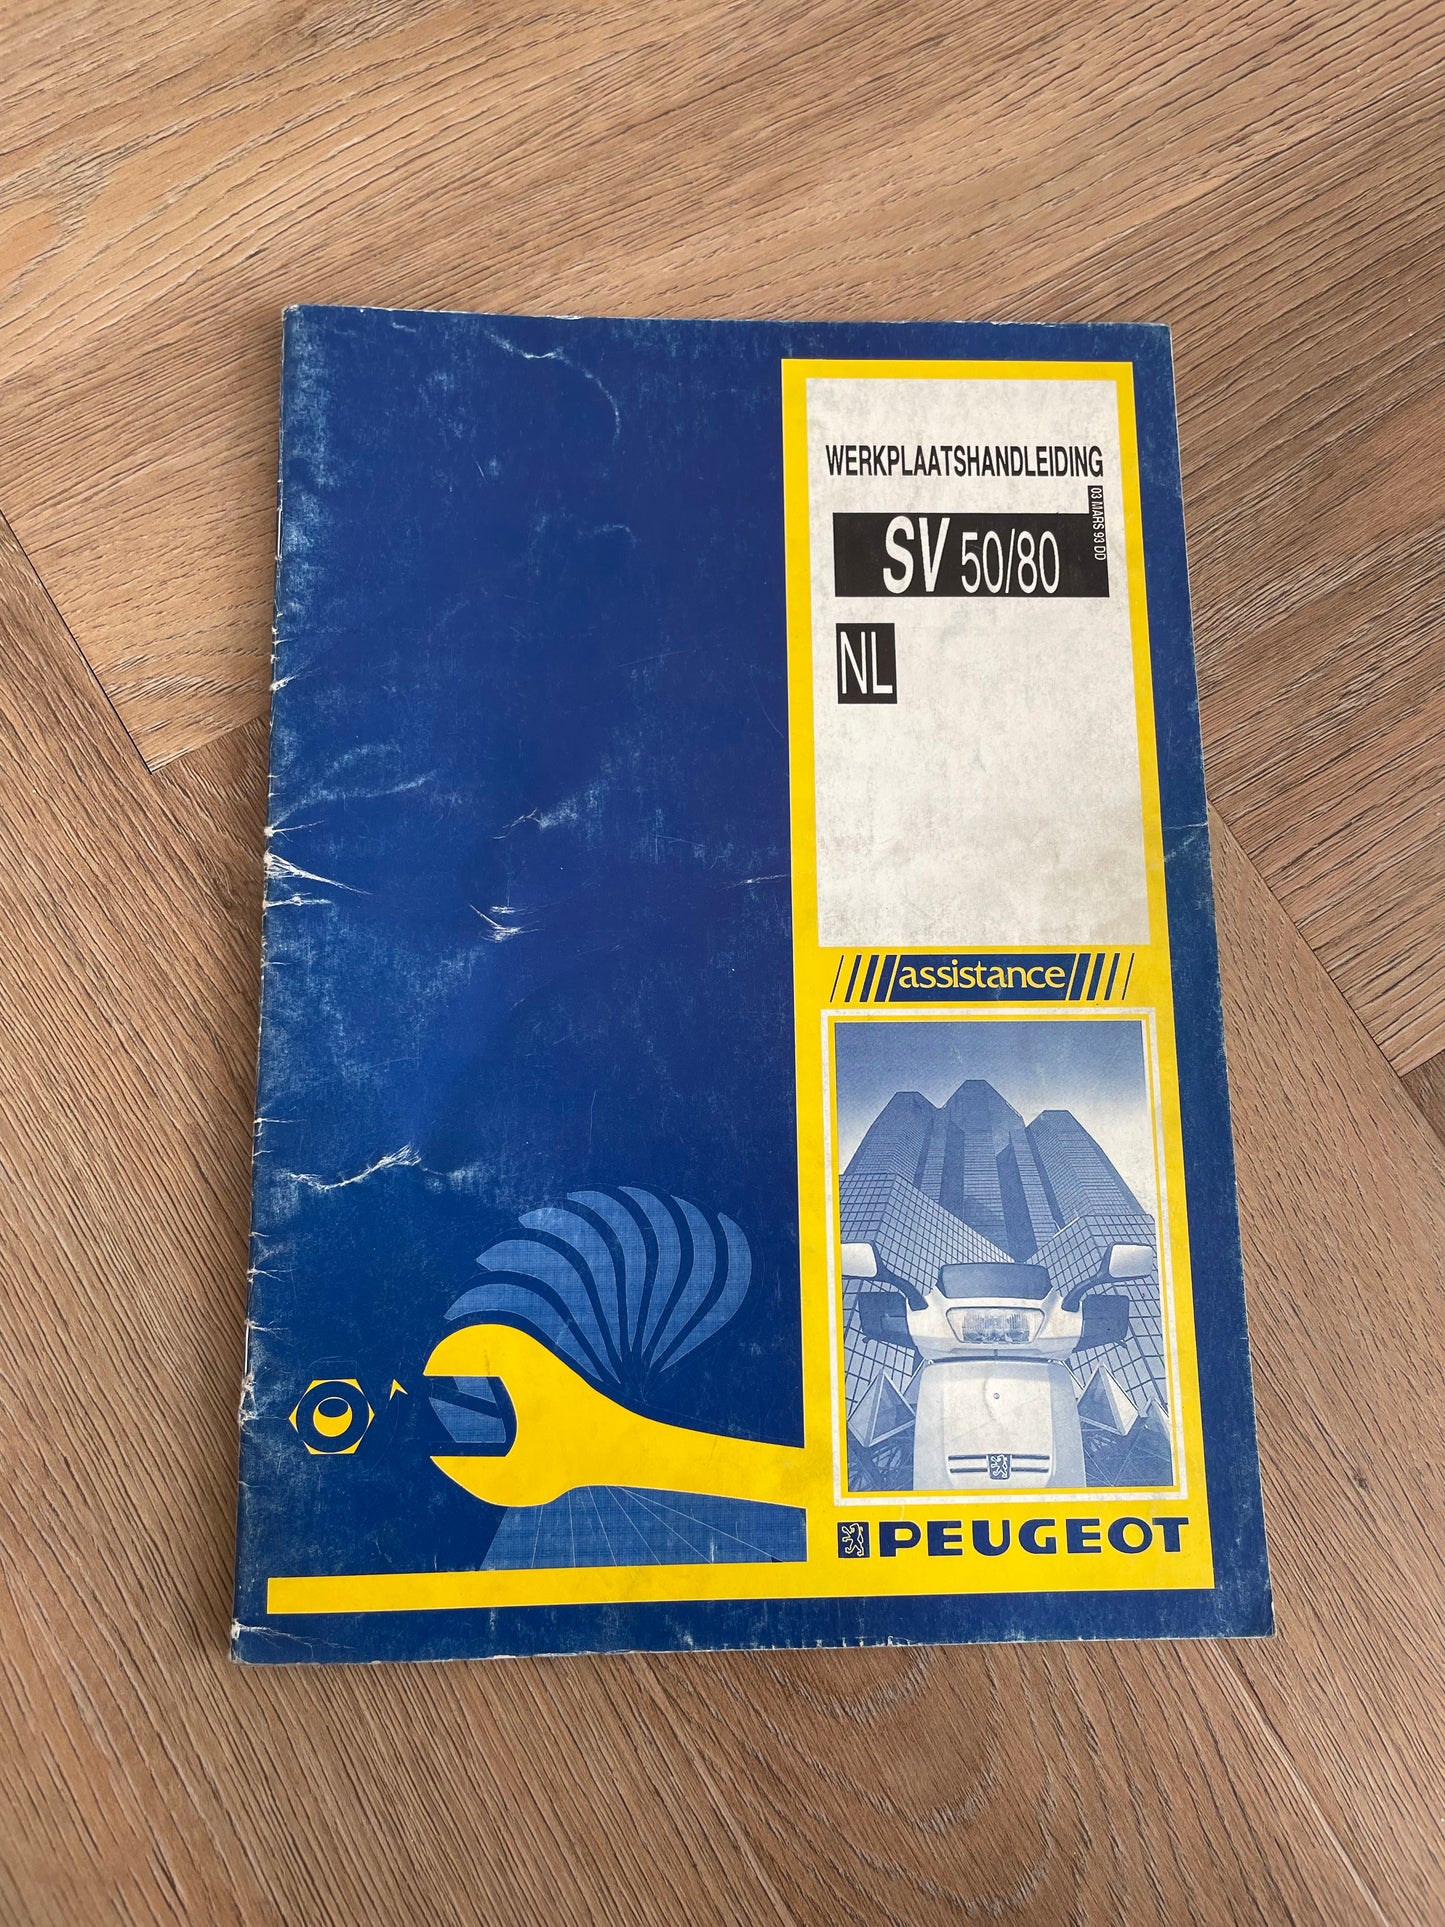 WERKPLAATSHANDLEIDING
03 MARS 93 DD
SV 50/80
NL
assistance
PEUGEOT